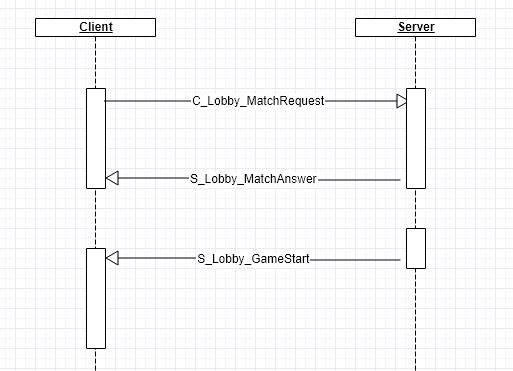 Client
Server
C_Lobby_MatchRequest
S_Lobby_MatchAnswer
S_Lobby_GameStart